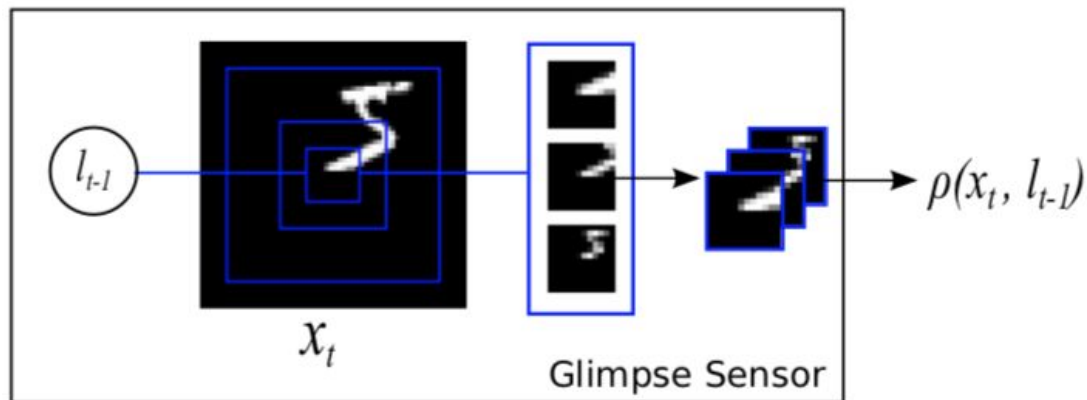 l_{t-1}
x_t
ρ(x_t, l_{t-1})
Glimpse Sensor